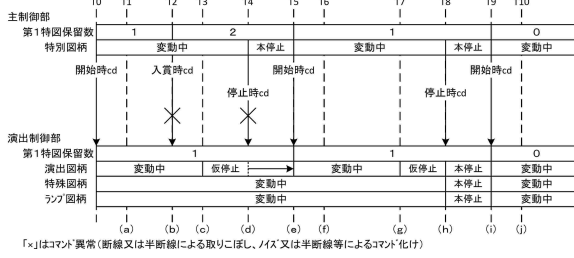 T0 T1 T2 T3 T4 T5 T6 T7 T8 T9 T10
主制御部
第1特図保留数 1 2 1 0
特別図柄 変動中 本停止 変動中 本停止 変動中
開始時cd 入賞時cd 開始時cd 開始時cd
停止時cd 停止時cd
演出制御部
第1特図保留数 1 1 0
演出図柄 変動中 仮停止 変動中 仮停止 本停止 変動中
特殊図柄 変動中 本停止 変動中
ランプ図柄 変動中 本停止 変動中
(a) (b) (c) (d) (e) (f) (g) (h) (i) (j)
「×」はコマンド異常(断線又は半断線による取りこぼし、ノイズ又は半断線等によるコマンド化け)